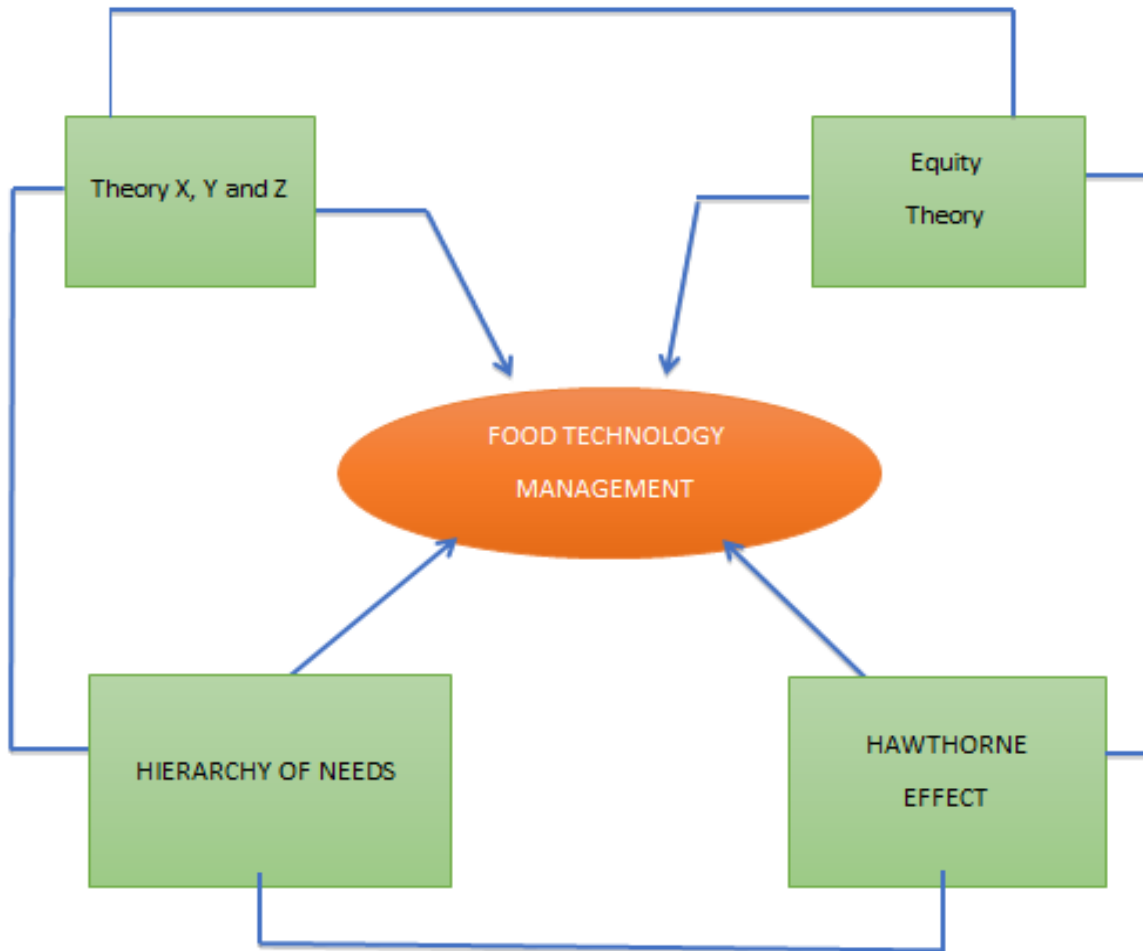 Theory X, Y and Z
Equity
Theory
FOOD TECHNOLOGY
MANAGEMENT
HIERARCHY OF NEEDS
HAWTHORNE
EFFECT